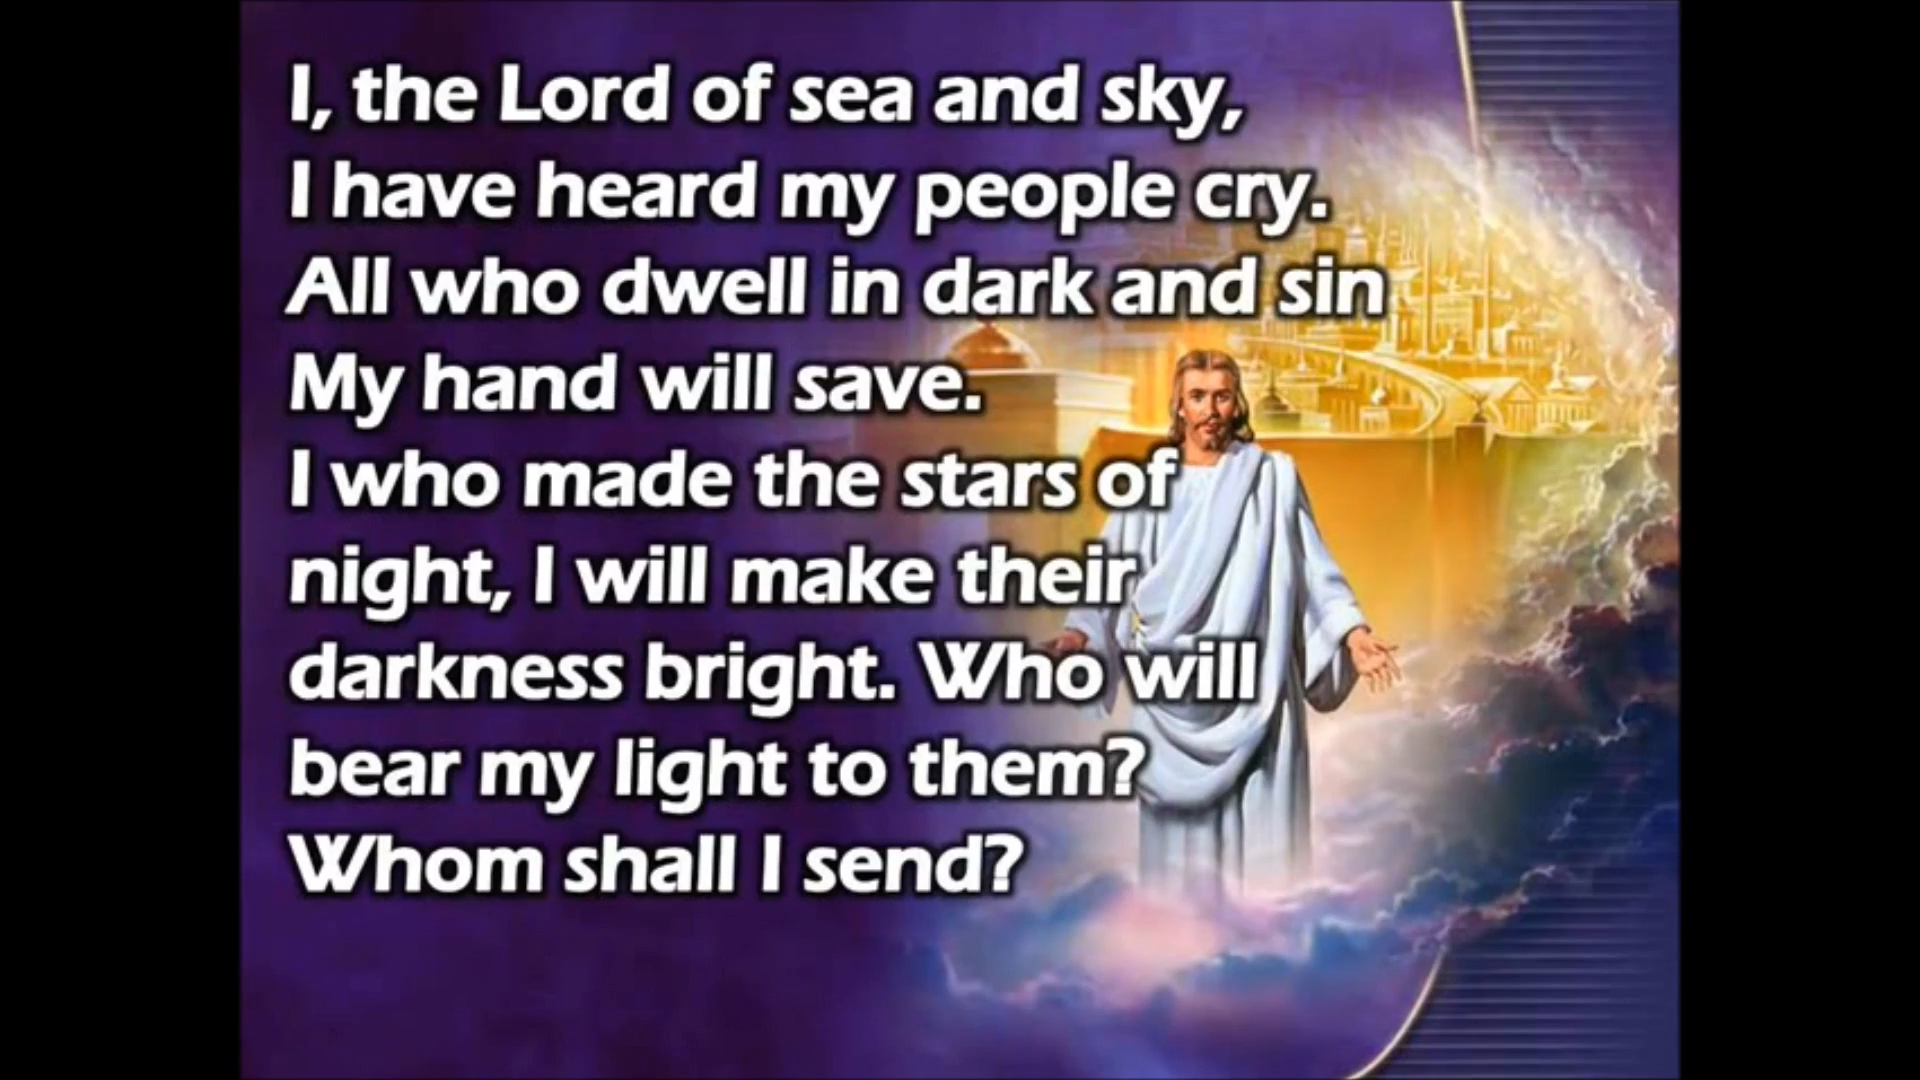 I, the Lord of sea and sky,
I have heard my people cry.
All who dwell in dark and sin
My hand will save.
I who made the stars of
night, I will make their
darkness bright. Who will
bear my light to them?
Whom shall I send?